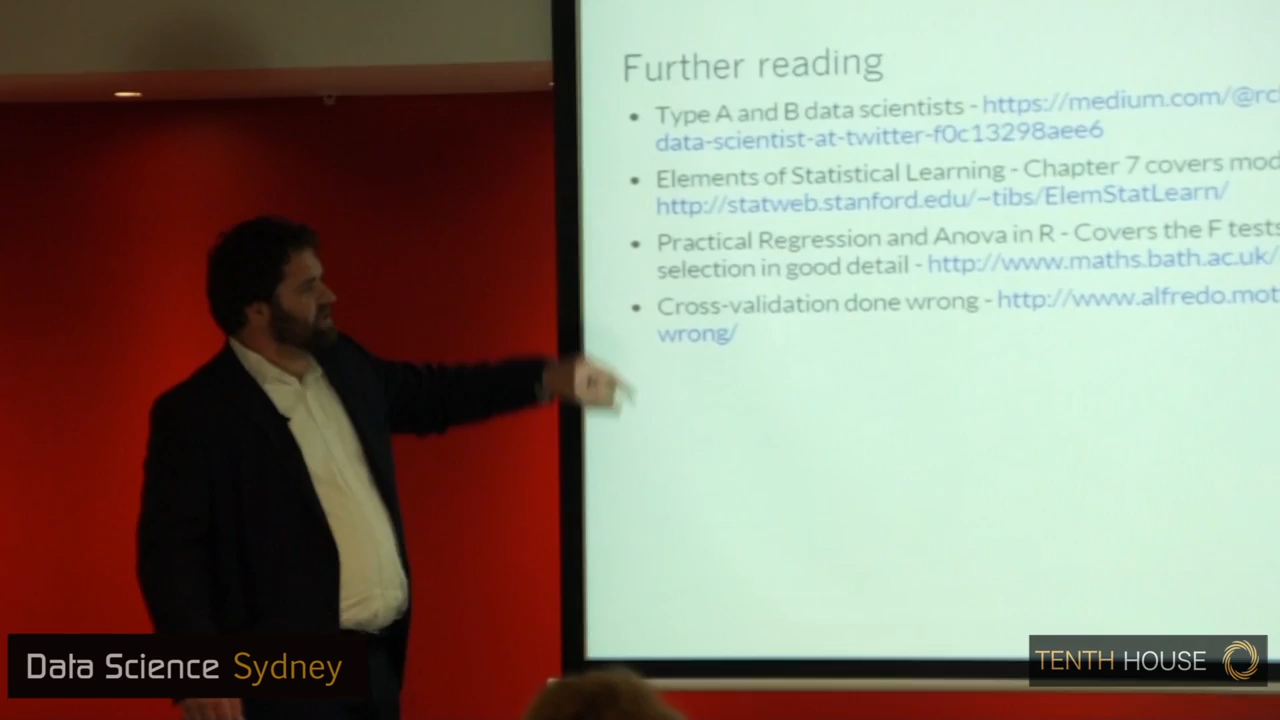 Further reading
• Type A and B data scientists - https://medium.com/@rc
data-scientist-at-twitter-f0c13298aee6
• Elements of Statistical Learning - Chapter 7 covers mod
http://statweb.stanford.edu/~tibs/ElemStatLearn/
• Practical Regression and Anova in R - Covers the F tests
selection in good detail - http://www.maths.bath.ac.uk/
• Cross-validation done wrong - http://www.alfredo.mot
wrong/
Data Science Sydney
TENTH HOUSE